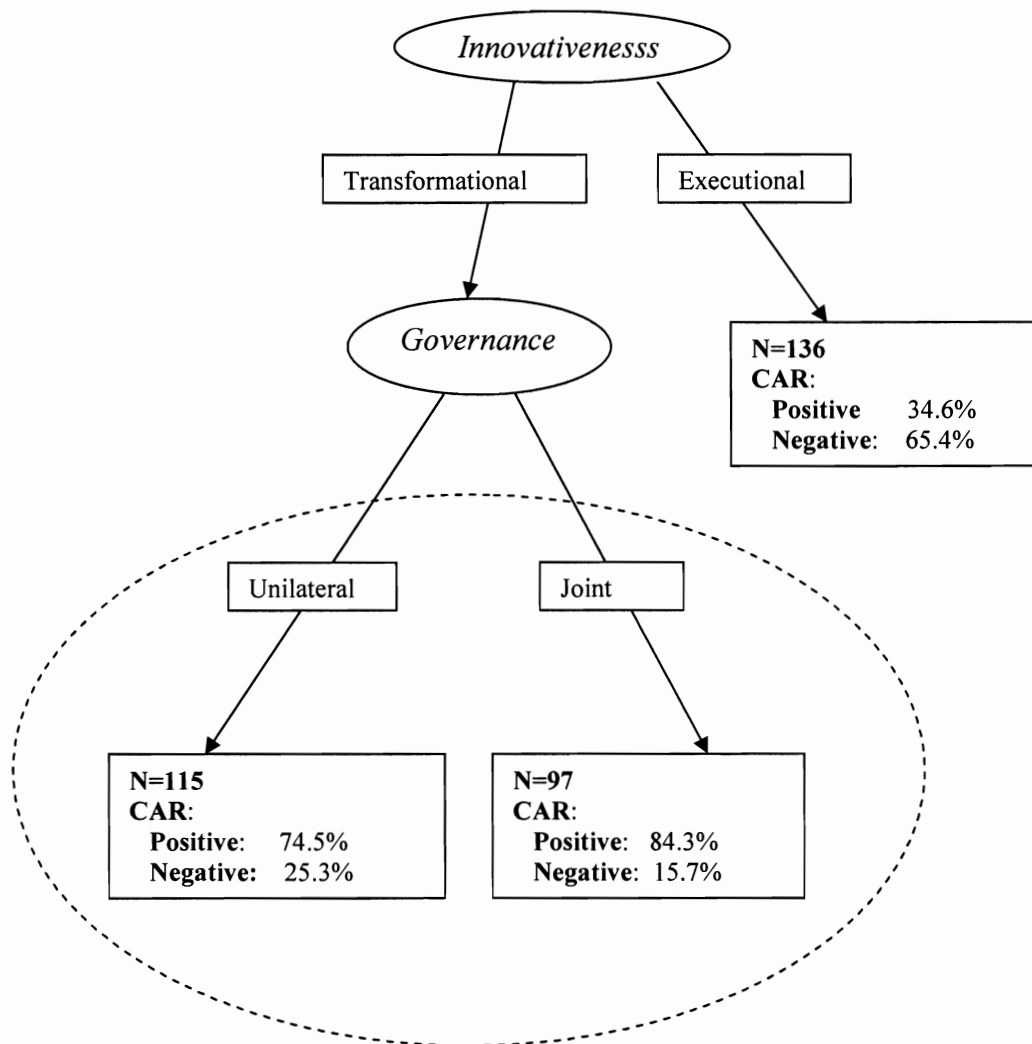 Innovativenesss
Transformational
Executional
Governance
N=136
CAR:
Positive 34.6%
Negative: 65.4%
Unilateral
Joint
N=115
CAR:
Positive: 74.5%
Negative: 25.3%
N=97
CAR:
Positive: 84.3%
Negative: 15.7%